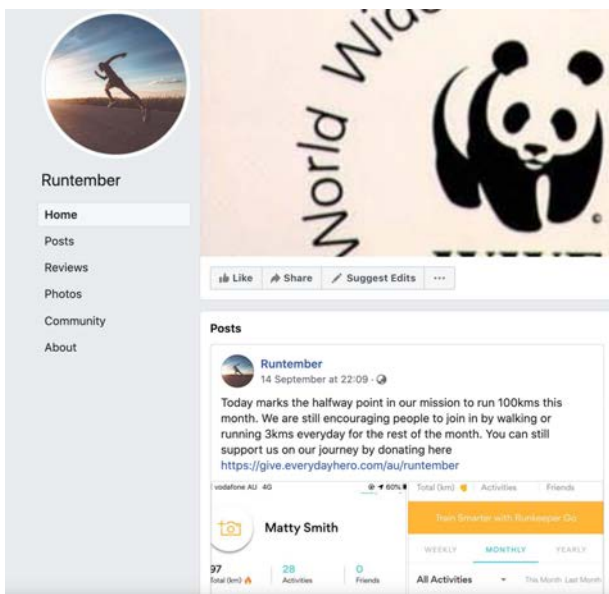 World Wide
©
Runtember
Home
Posts
Reviews
Photos
Community
About
Like
Share
Suggest Edits
...
Posts
Runtember
14 September at 22:09 ·
Today marks the halfway point in our mission to run 100kms this
month. We are still encouraging people to join in by walking or
running 3kms everyday for the rest of the month. You can still
support us on our journey by donating here
https://give.everydayhero.com/au/runtember
vodafone AU 4G
60%
Matty Smith
97
28
0
Total (km)
Activities
Friends
Total (km)
Activities
Friends
Train Smarter with Runkeeper Go
WEEKLY
MONTHLY
YEARLY
All Activities
This Month
Last Month